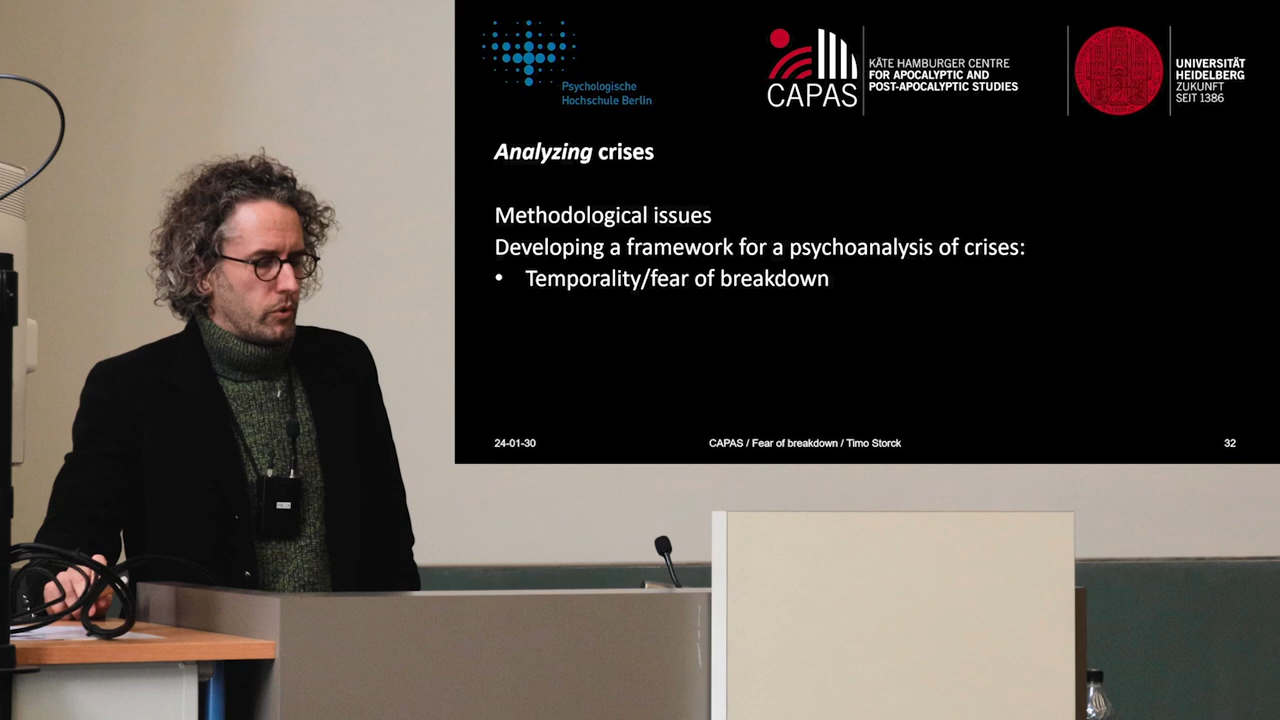 Psychologische
Hochschule Berlin
CAPAS
KÄTE HAMBURGER CENTRE
FOR APOCALYPTIC AND
POST-APOCALYPTIC STUDIES
UNIVERSITÄT
HEIDELBERG
ZUKUNFT
SEIT 1386
Analyzing crises
Methodological issues
Developing a framework for a psychoanalysis of crises:
• Temporality/fear of breakdown
24-01-30
CAPAS / Fear of breakdown / Timo Storck
32